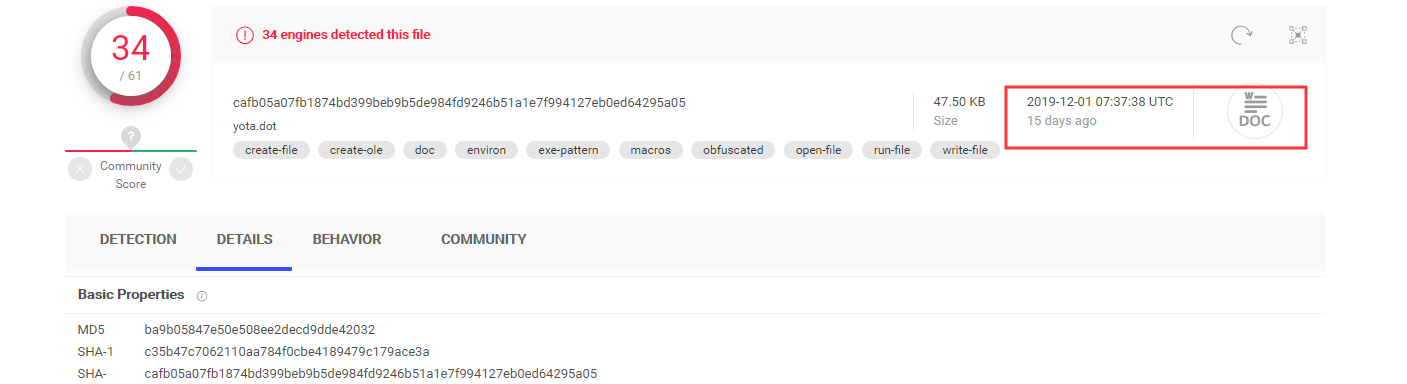 34
/ 61
?
Community
Score
34 engines detected this file
cafb05a07fb1874bd399beb9b5de984fd9246b51a1e7f994127eb0ed64295a05
yota.dot
create-file create-ole doc environ exe-pattern macros obfuscated open-file run-file write-file
47.50 KB
Size
2019-12-01 07:37:38 UTC
15 days ago
W
DOC
DETECTION DETAILS BEHAVIOR COMMUNITY
Basic Properties
MD5 ba9b05847e50e508ee2decd9dde42032
SHA-1 c35b47c7062110aa784f0cbe4189479c179ace3a
SHA- cafb05a07fb1874bd399beb9b5de984fd9246b51a1e7f994127eb0ed64295a05